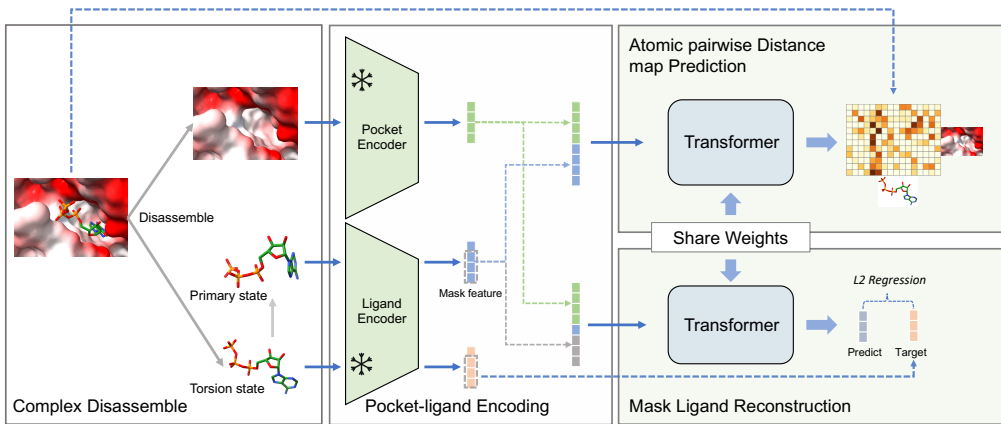 Disassemble
Primary state
Torsion state
Complex Disassemble
Pocket
Encoder
Ligand
Encoder
Mask feature
Pocket-ligand Encoding
Atomic pairwise Distance
map Prediction
Transformer
Share Weights
Transformer
L2 Regression
Predict
Target
Mask Ligand Reconstruction